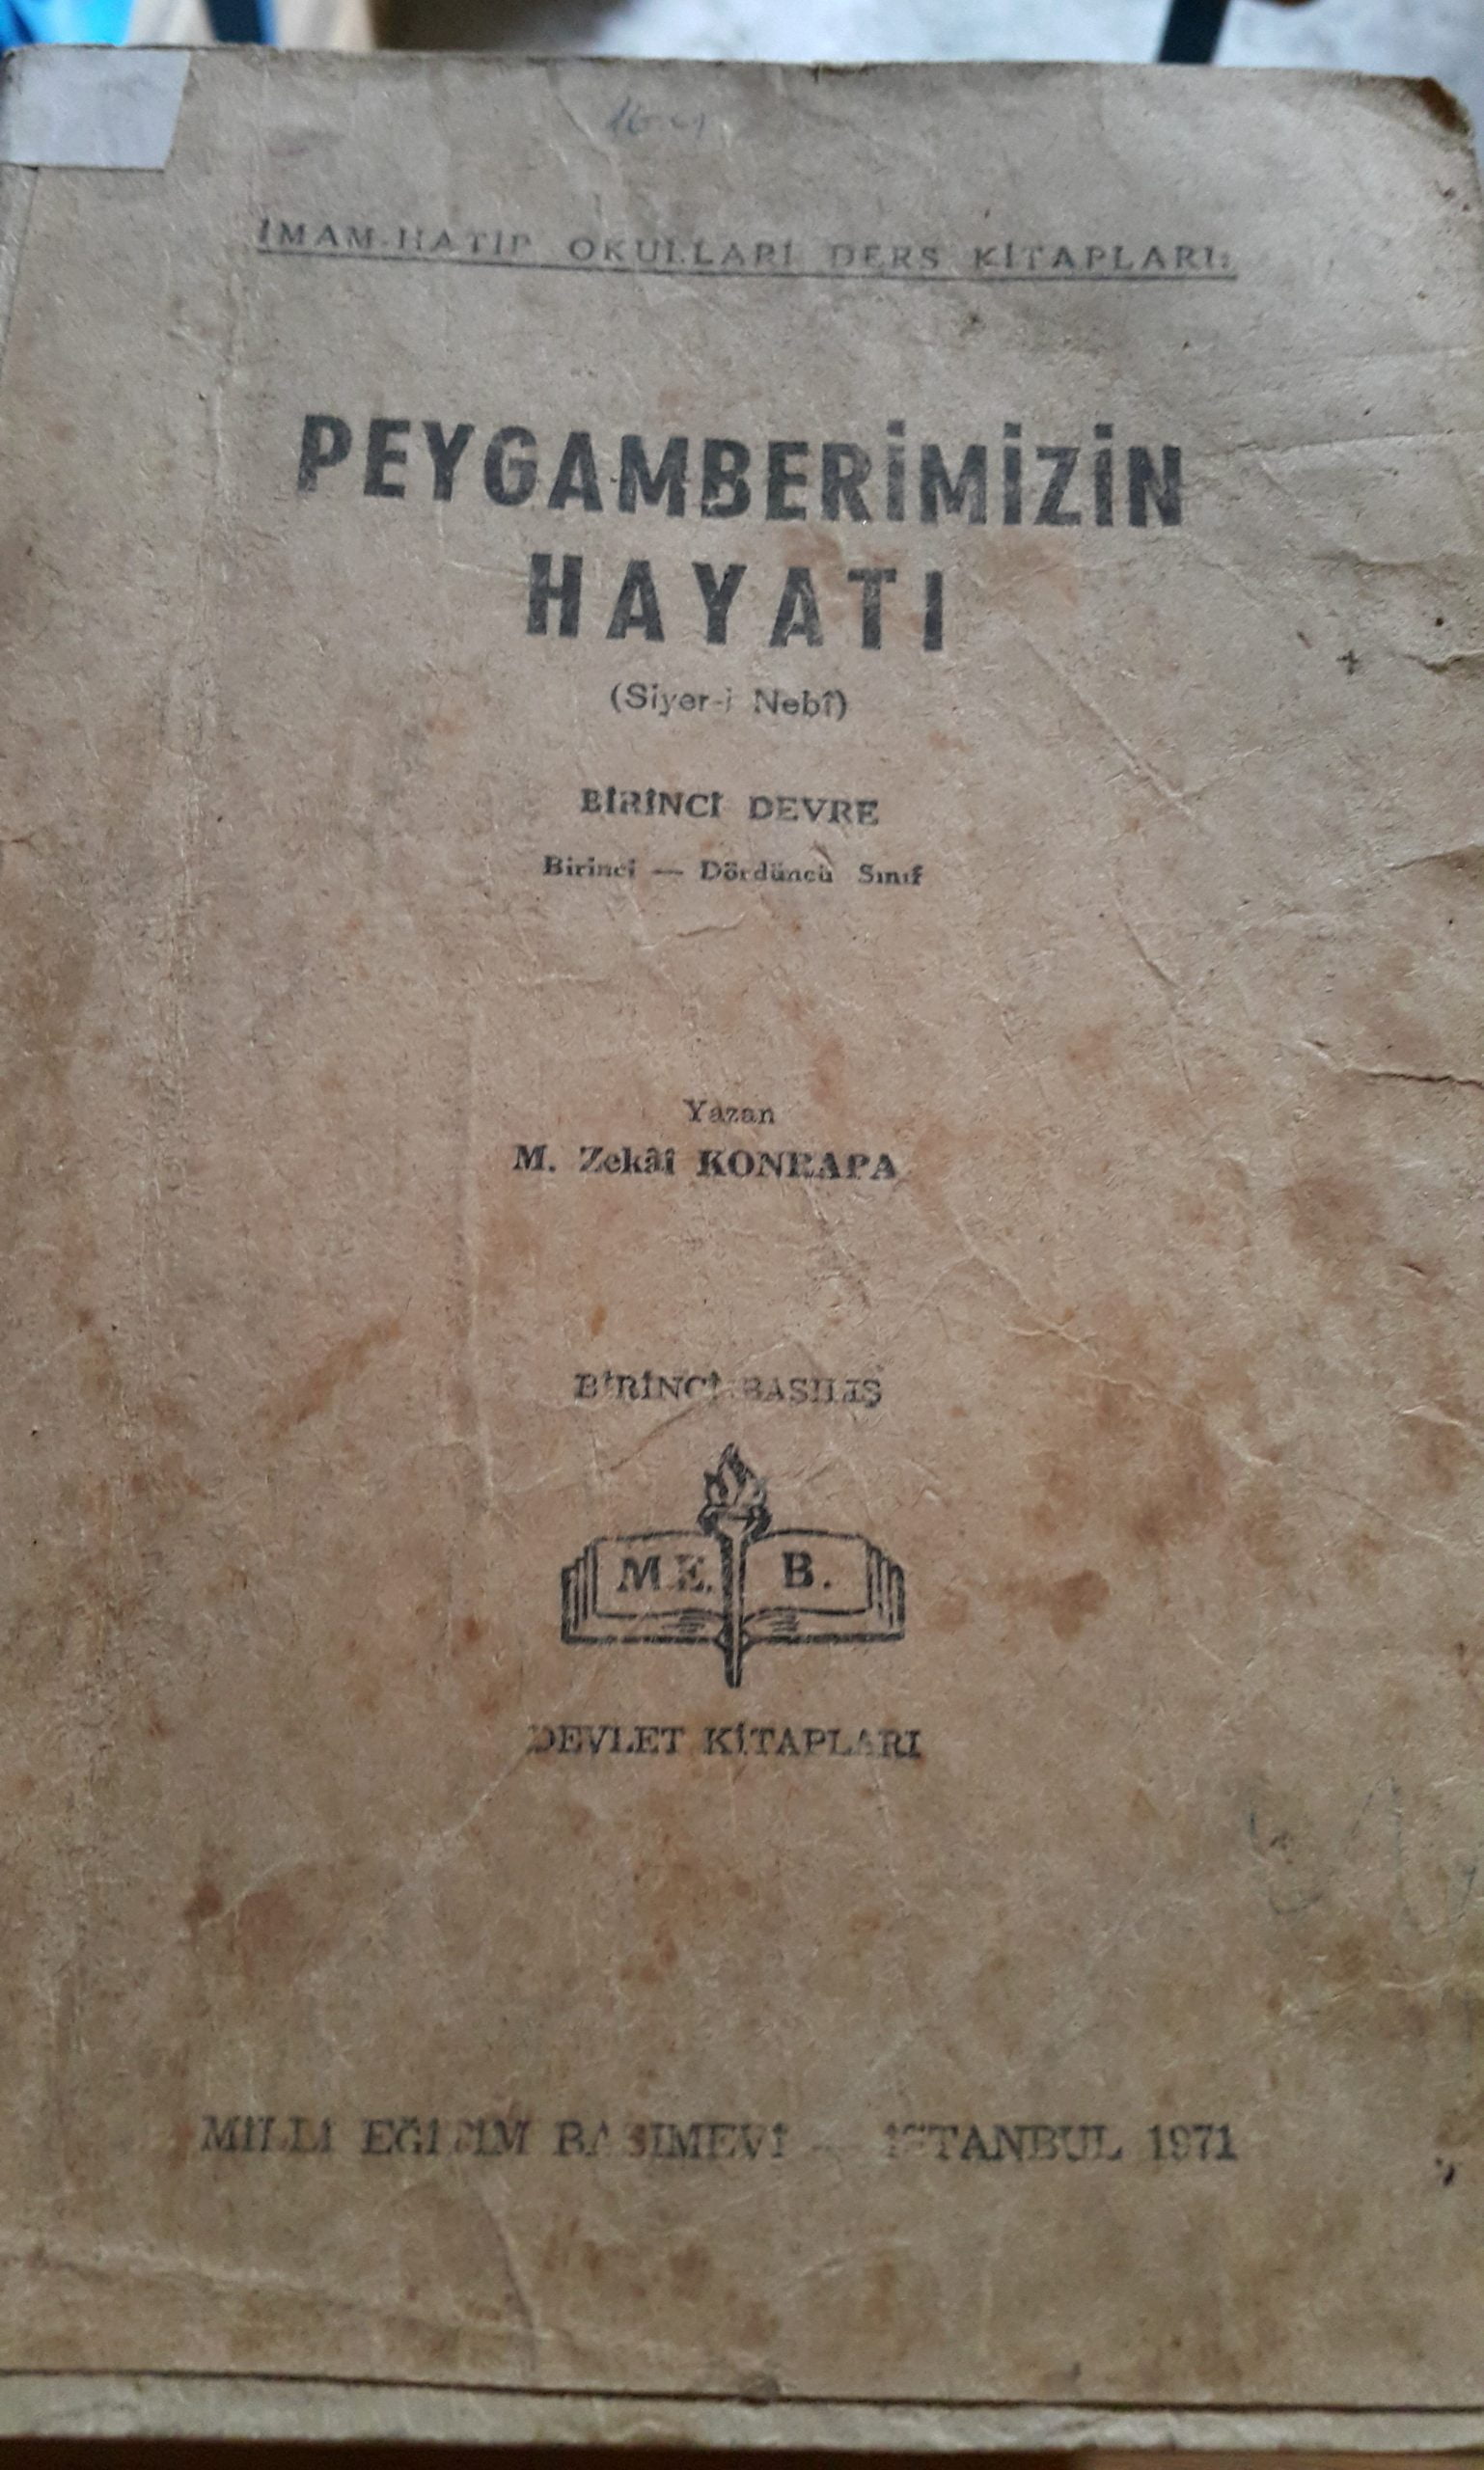 İMAM-HATİP OKULLARI DERS KİTAPLARI:
PEYGAMBERİMİZİN
HAYATI
(Siyer-i Nebî)
BİRİNCİ DEVRE
Birinci — Dördüncü Sınıf
Yazan
M. Zekâî KONRAPA
BİRİNCİ BASILIŞ
M.E. B.
DEVLET KİTAPLARI
MİLLİ EĞİTİM BASIMEVİ — İSTANBUL 1971